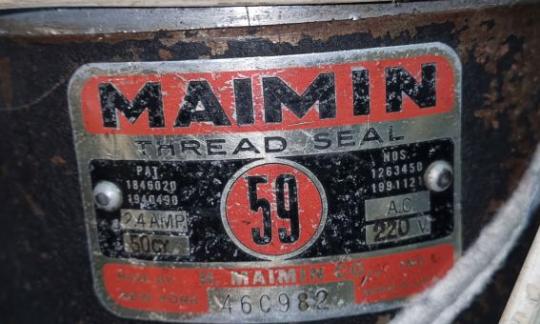 MAIMIN
THREAD SEAL
PAT. NOS.
1846020 1263450
1940490 1991121
2.4 AMP. 59 A.C.
50CY. 220 V.
H. MAIMIN CO.
NEW YORK 46C982